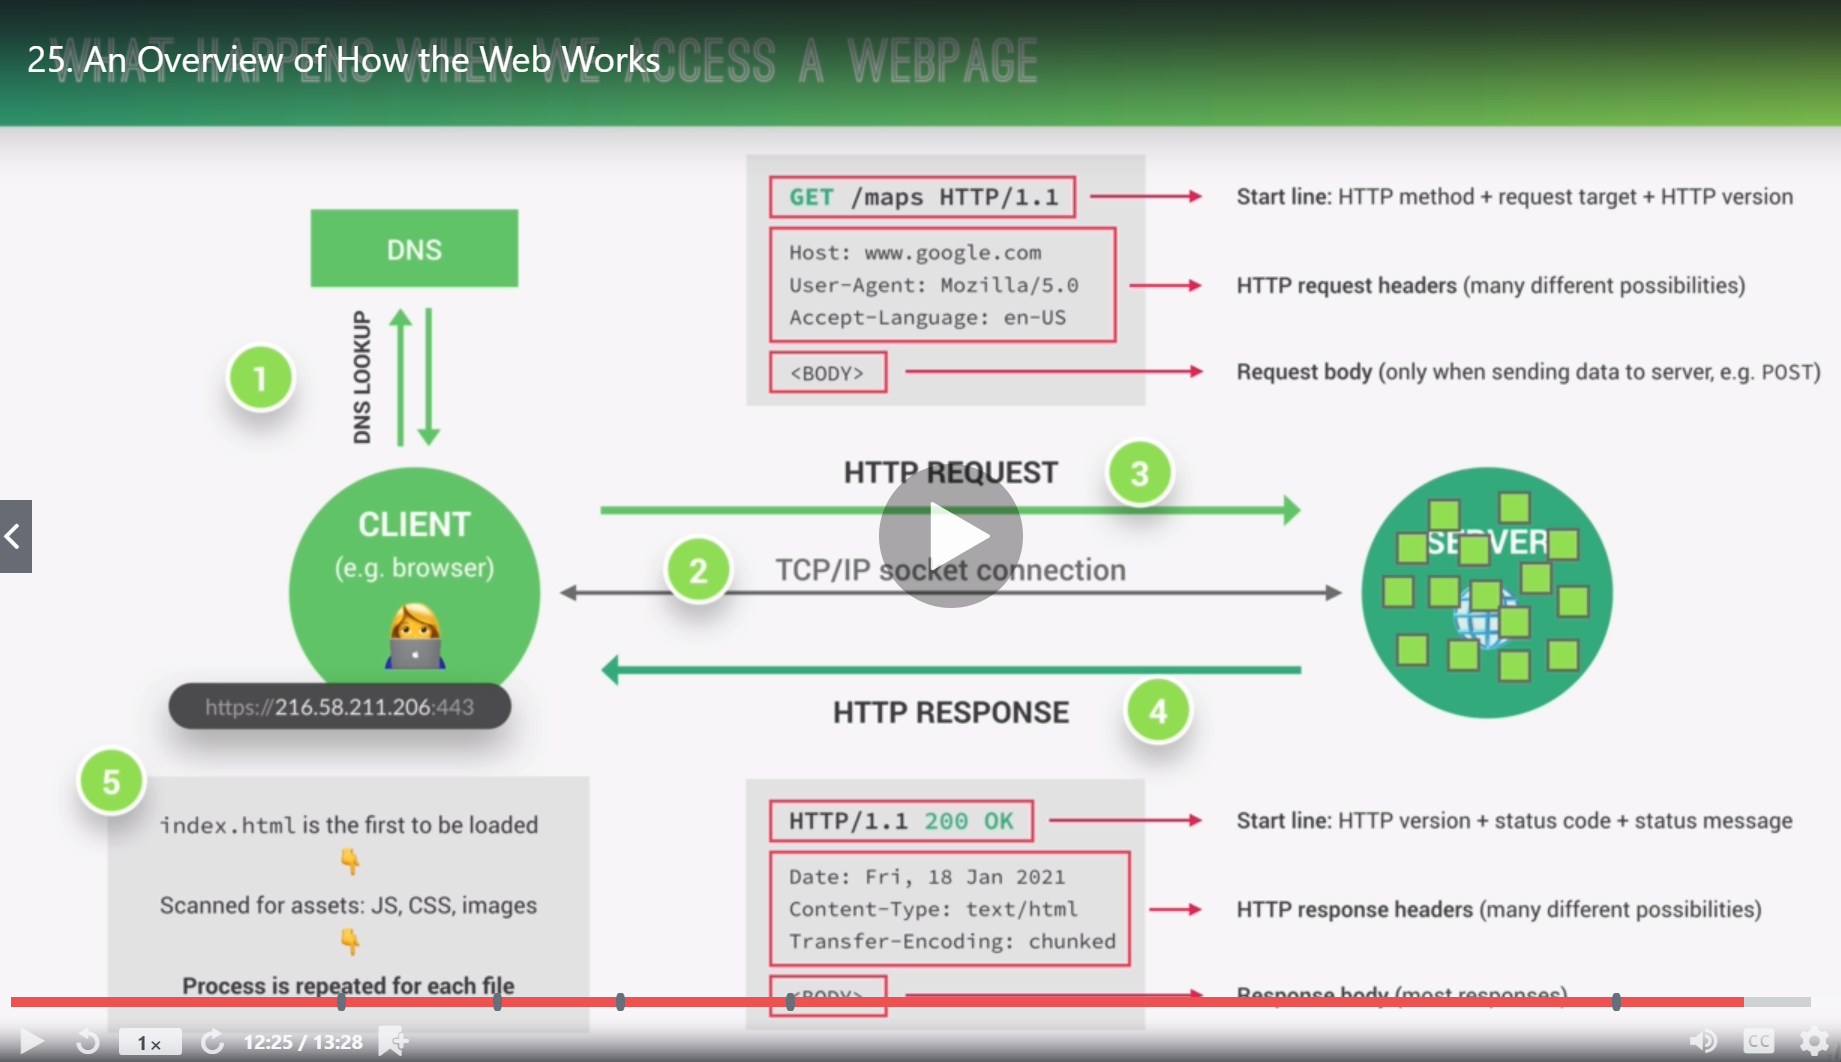 25. An Overview of How the Web Works
WHAT HAPPENS WHEN WE ACCESS A WEBPAGE
DNS
DNS LOOKUP
1
CLIENT
(e.g. browser)
https://216.58.211.206:443
GET /maps HTTP/1.1
Start line: HTTP method + request target + HTTP version
Host: www.google.com
User-Agent: Mozilla/5.0
Accept-Language: en-US
HTTP request headers (many different possibilities)
<BODY>
Request body (only when sending data to server, e.g. POST)
HTTP REQUEST
3
2
TCP/IP socket connection
SERVER
HTTP RESPONSE
4
5
index.html is the first to be loaded
Scanned for assets: JS, CSS, images
Process is repeated for each file
HTTP/1.1 200 OK
Start line: HTTP version + status code + status message
Date: Fri, 18 Jan 2021
Content-Type: text/html
Transfer-Encoding: chunked
HTTP response headers (many different possibilities)
<BODY>
Response body (most responses)
1x
12:25 / 13:28
CC